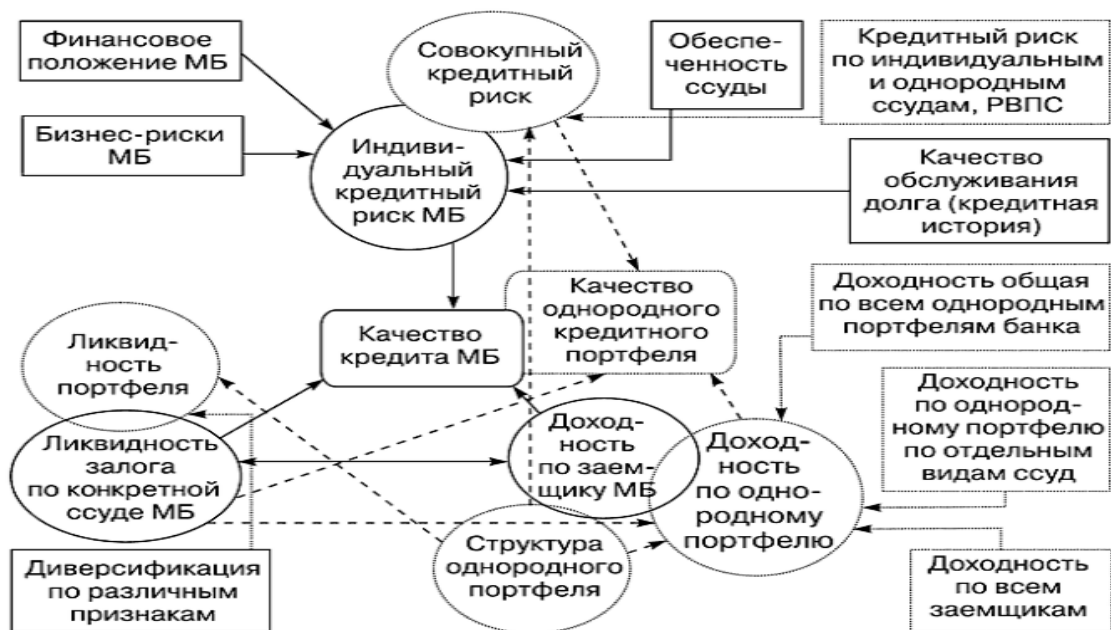 Финансовое
положение МБ
Бизнес-риски
МБ
Совокупный
кредитный
риск
Обеспе-
ченность
ссуды
Кредитный риск
по индивидуальным
и однородным
ссудам, РВПС
Индиви-
дуальный
кредитный
риск МБ
Качество
обслуживания
долга (кредитная
история)
Качество
однородного
кредитного
портфеля
Доходность общая
по всем однородным
портфелям банка
Качество
кредита МБ
Ликвид-
ность
портфеля
Ликвидность
залога
по конкретной
ссуде МБ
Доход-
ность
по заем-
щику МБ
Доход-
ность
по одно-
родному
портфелю
Доходность
по однород-
ному портфелю
по отдельным
видам ссуд
Диверсификация
по различным
признакам
Структура
однородного
портфеля
Доходность
по всем
заемщикам